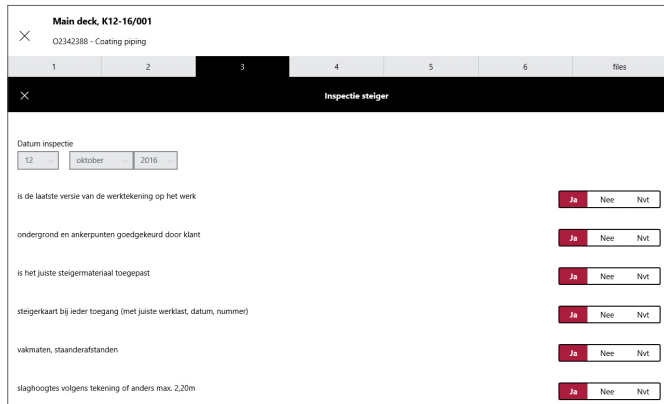 Main deck, K12-16/001
O2342388 - Coating piping
1 2 3 4 5 6 files
Inspectie steiger
Datum inspectie
12 oktober 2016
is de laatste versie van de werktekening op het werk Ja Nee Nvt
ondergrond en ankerpunten goedgekeurd door klant Ja Nee Nvt
is het juiste steigermateriaal toegepast Ja Nee Nvt
steigerkaart bij ieder toegang (met juiste werklast, datum, nummer) Ja Nee Nvt
vakmaten, staanderafstanden Ja Nee Nvt
slaghoogtes volgens tekening of anders max. 2,20m Ja Nee Nvt